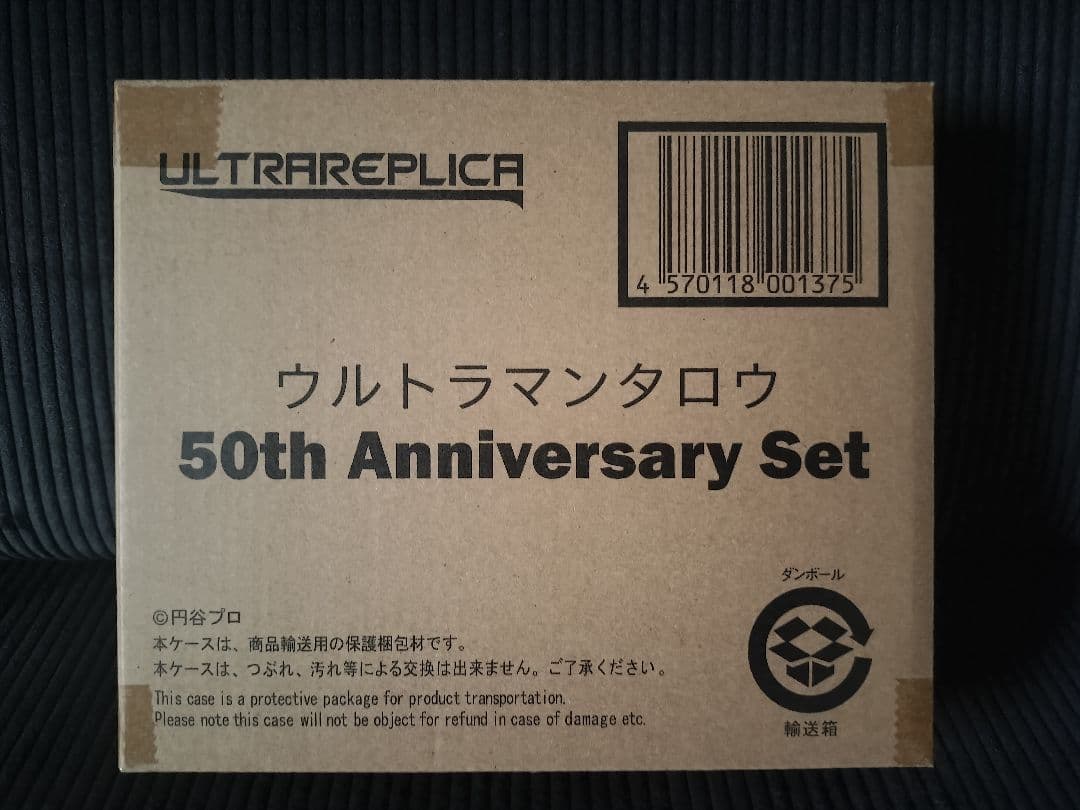 ULTRAREPLICA
4 570118 001375
ウルトラマンタロウ
50th Anniversary Set
ダンボール
輸送箱
©円谷プロ
本ケースは、商品輸送用の保護梱包材です。
本ケースは、つぶれ、汚れ等による交換は出来ません。ご了承ください。
This case is a protective package for product transportation.
Please note this case will not be object for refund in case of damage etc.